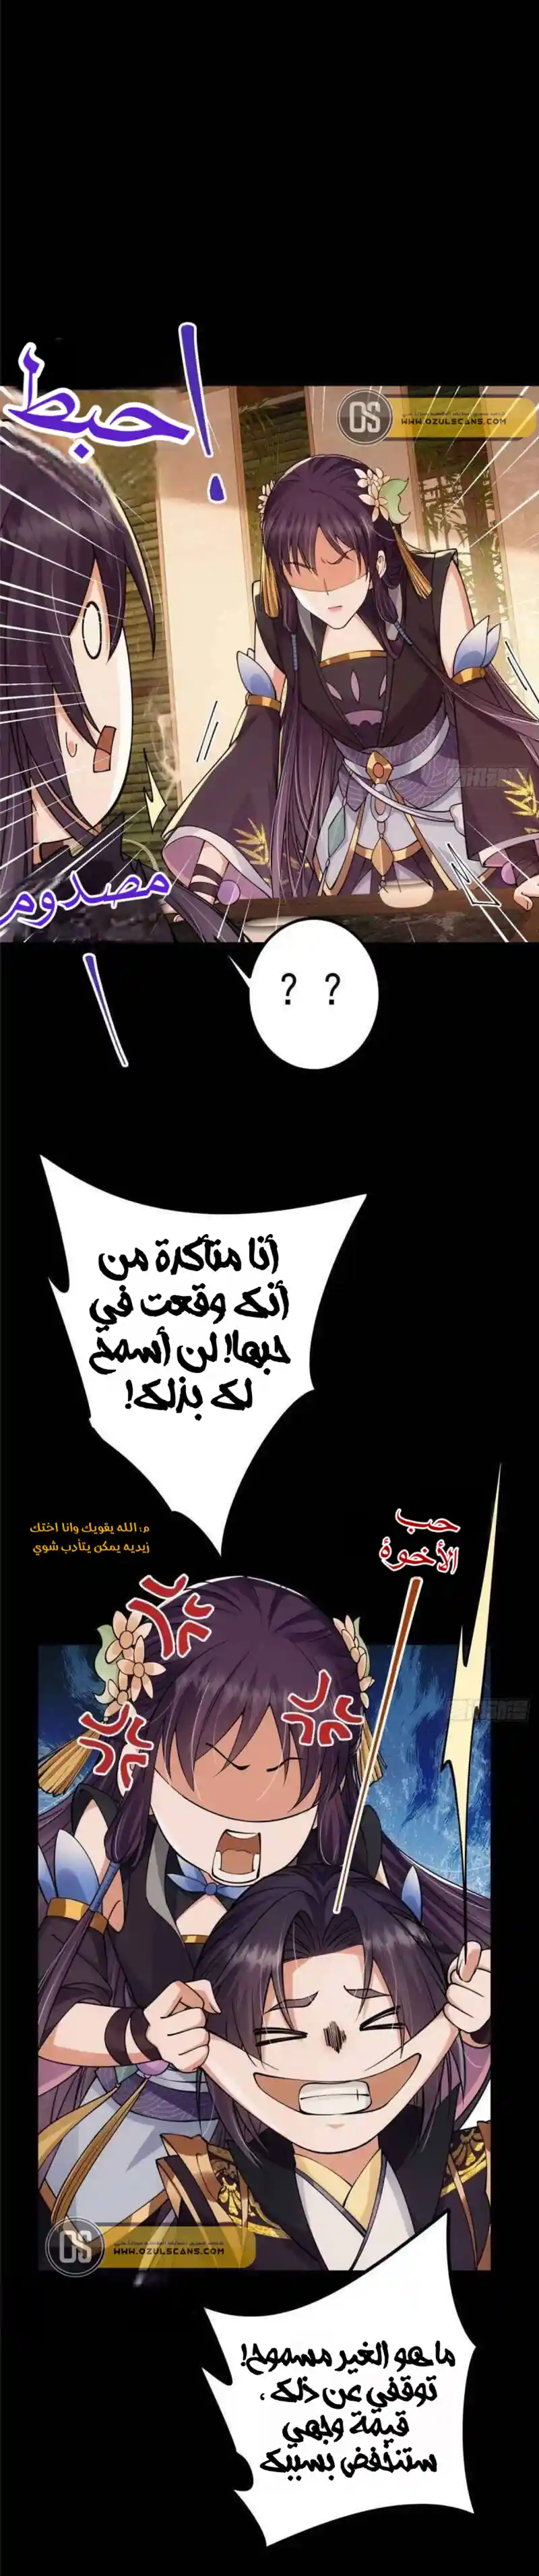 احبط!
WWW.OZULSCANS.COM
مصدوم
? ?
أنا متأكدة من
أنك وقعت في
حبها! لن أسمح
لك بذلك!
م: الله يقويك وانا اختك
زيديه يمكن يتأدب شوي
حب
الأخوة
WWW.OZULSCANS.COM
ما هو الغير مسموح!
توقفي عن ذلك،
قيمة وجهي
ستنخفض بسببك